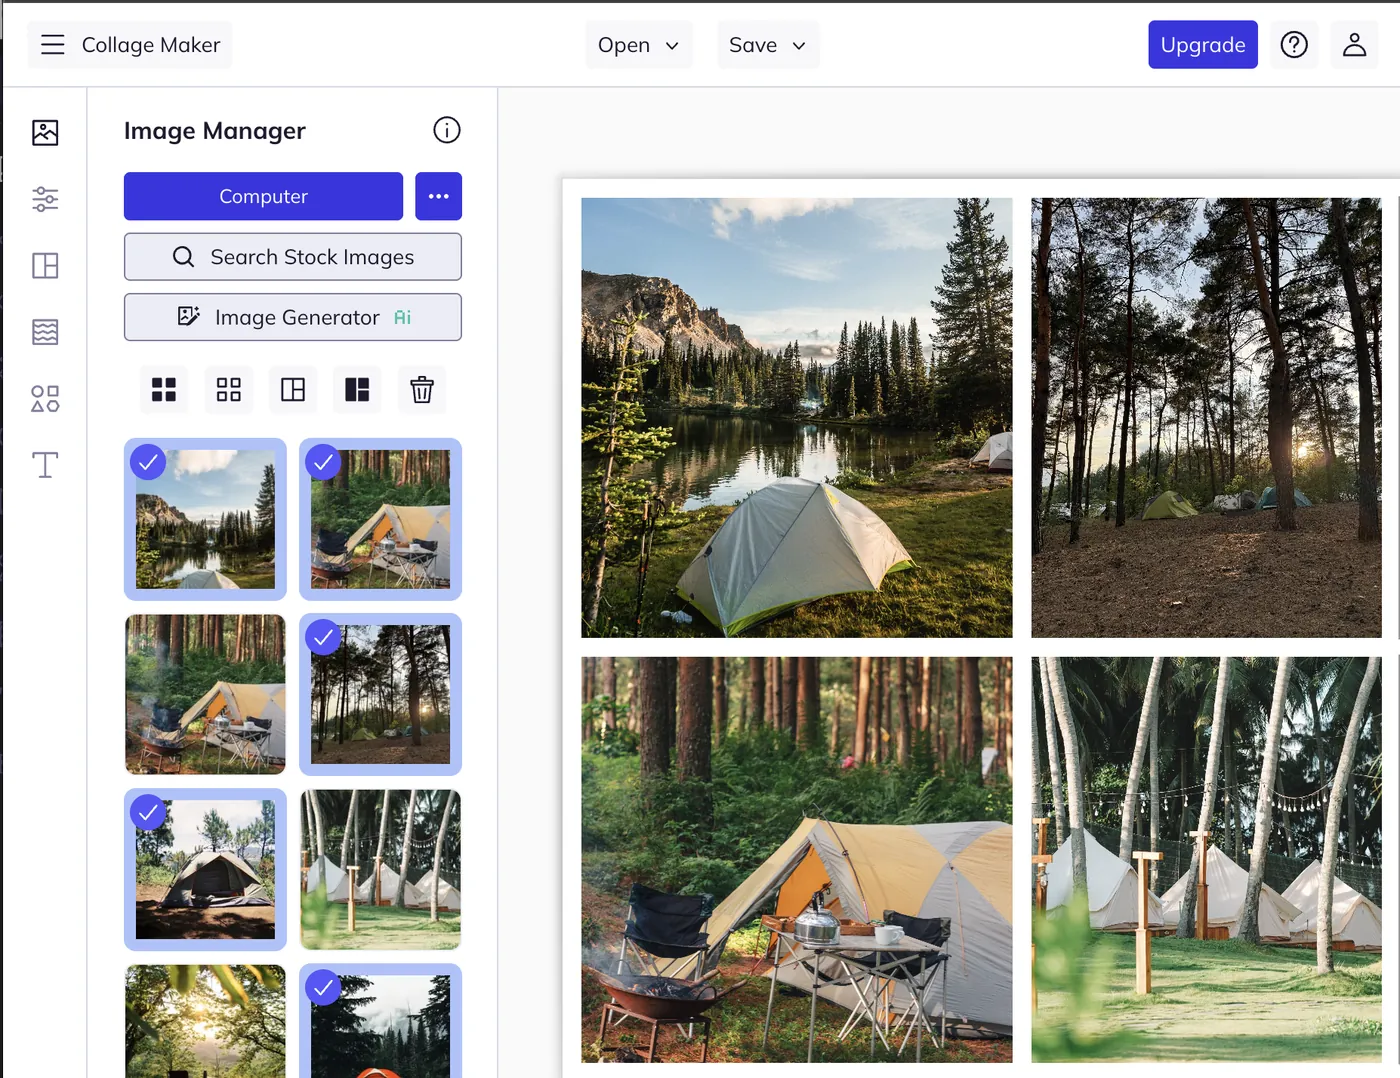 Collage Maker
Open
Save
Upgrade
Image Manager
Computer
Search Stock Images
Image Generator Ai